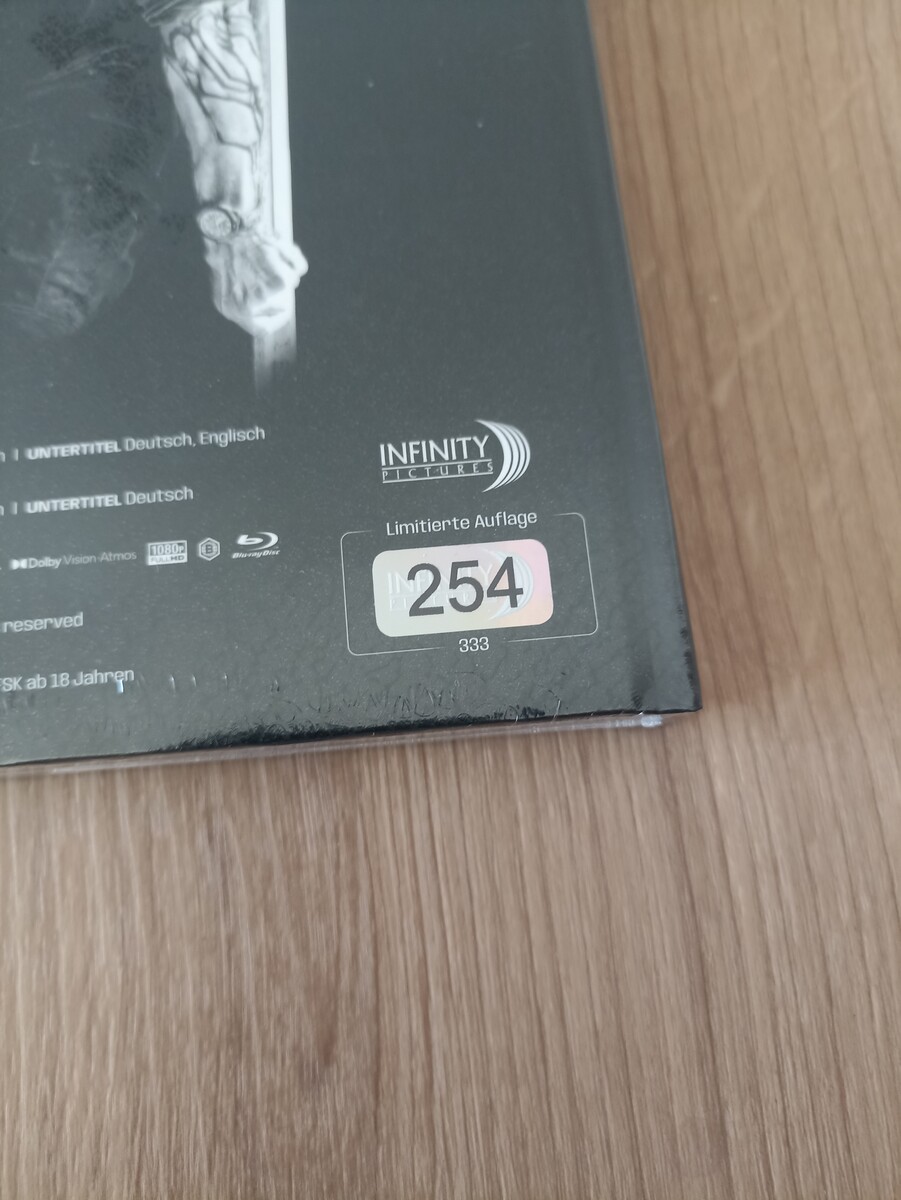 I UNTERTITEL Deutsch, Englisch
I UNTERTITEL Deutsch
Dolby Vision·Atmos 1080p FULL HD B Blu-ray Disc
reserved
FSK ab 18 Jahren
INFINITY
PICTURES
Limitierte Auflage
254
333